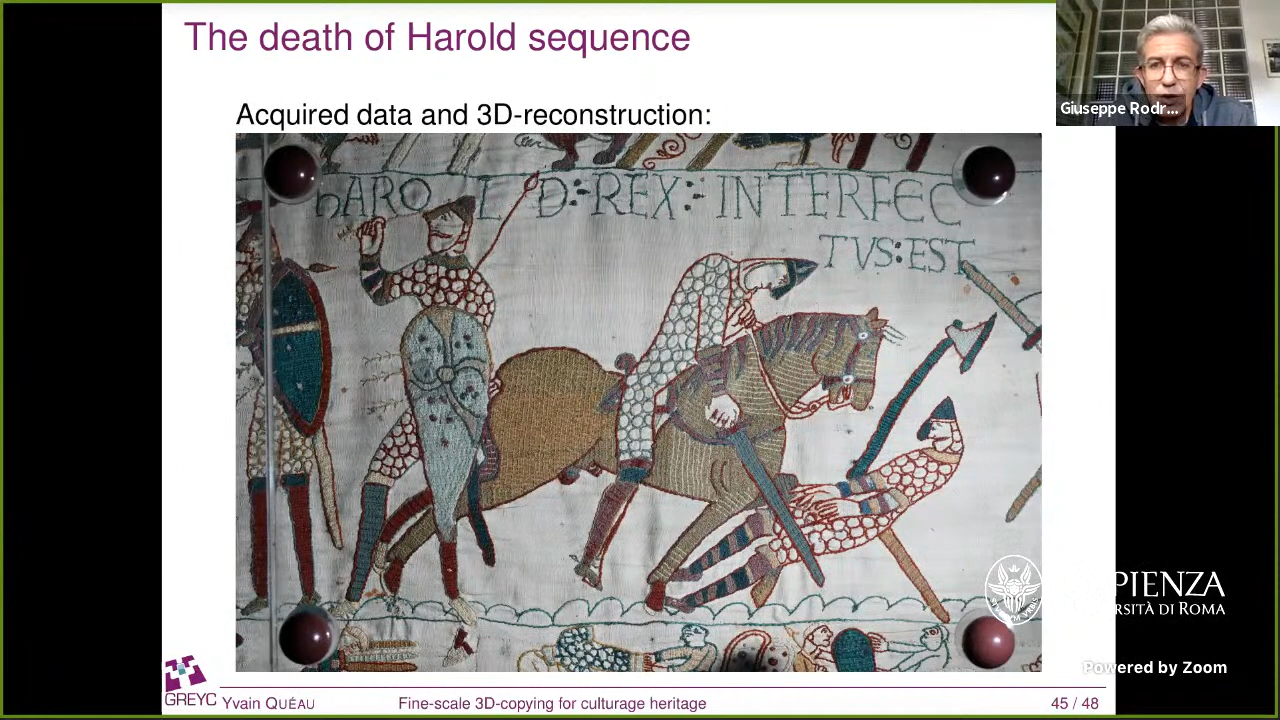 The death of Harold sequence
Giuseppe Rodr...
Acquired data and 3D-reconstruction:
hARO L D:REX:INTERFEC
TVS:EST
PIENZA
RSITÀ DI ROMA
Powered by Zoom
GREYC
Yvain QUÉAU
Fine-scale 3D-copying for culturage heritage
45 / 48